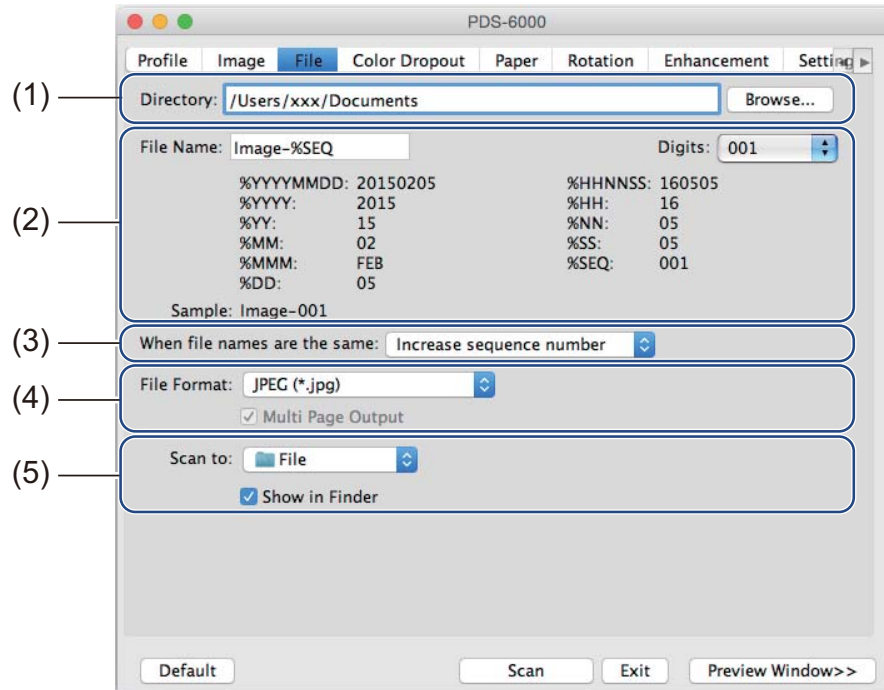 PDS-6000
Profile Image File Color Dropout Paper Rotation Enhancement
(1) Directory: /Users/xxx/Documents Browse...
File Name: Image-%SEQ Digits: 001
%YYYYMMDD: 20150205 %HHNNSS: 160505
%YYYY: 2015 %HH: 16
(2) %YY: 15 %NN: 05
%MM: 02 %SS: 05
%MMM: FEB %SEQ: 001
%DD: 05
Sample: Image-001
(3) When file names are the same: Increase sequence number
(4) File Format: JPEG (*.jpg)
Multi Page Output
(5) Scan to: File
Show in Finder
Default Scan Exit Preview Window>>